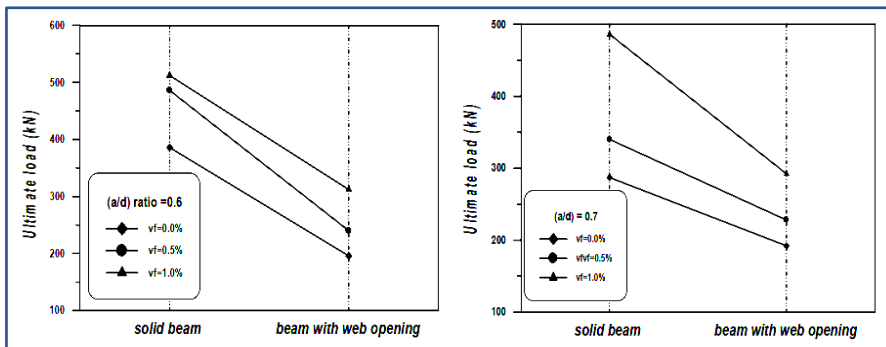 Ultimate load (kN)
600
500
400
300
200
100
(a/d) ratio =0.6
vf=0.0%
vf=0.5%
vf=1.0%
solid beam
beam with web opening
Ultimate load (kN)
500
400
300
200
100
(a/d) = 0.7
vf=0.0%
vfvf=0.5%
vf=1.0%
solid beam
beam with web opening